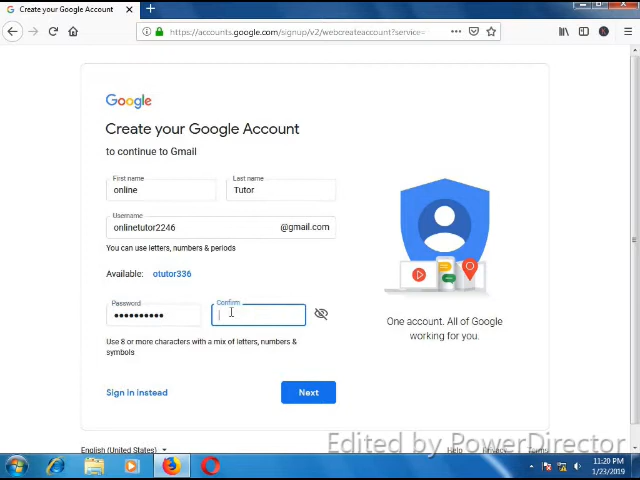 Create your Google Account
https://accounts.google.com/signup/v2/webcreateaccount?service=
Google
Create your Google Account
to continue to Gmail
First name
online
Last name
Tutor
Username
onlinetutor2246
@gmail.com
You can use letters, numbers & periods
Available: otutor336
Password
Confirm
Use 8 or more characters with a mix of letters, numbers &
symbols
Sign in instead
Next
One account. All of Google
working for you.
English (United States)
Help
Privacy
Terms
Edited by PowerDirector
11:20 PM
1/23/2019